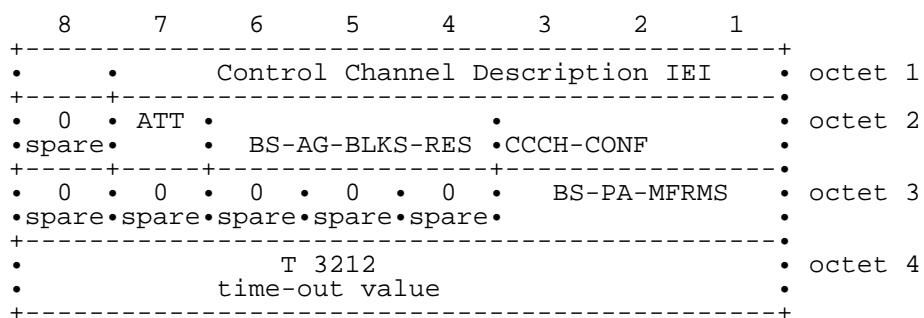 8 7 6 5 4 3 2 1
Control Channel Description IEI octet 1
0 ATT octet 2
spare BS-AG-BLKS-RES CCCH-CONF
0 0 0 0 0 BS-PA-MFRMS octet 3
spare spare spare spare spare
T 3212 octet 4
time-out value